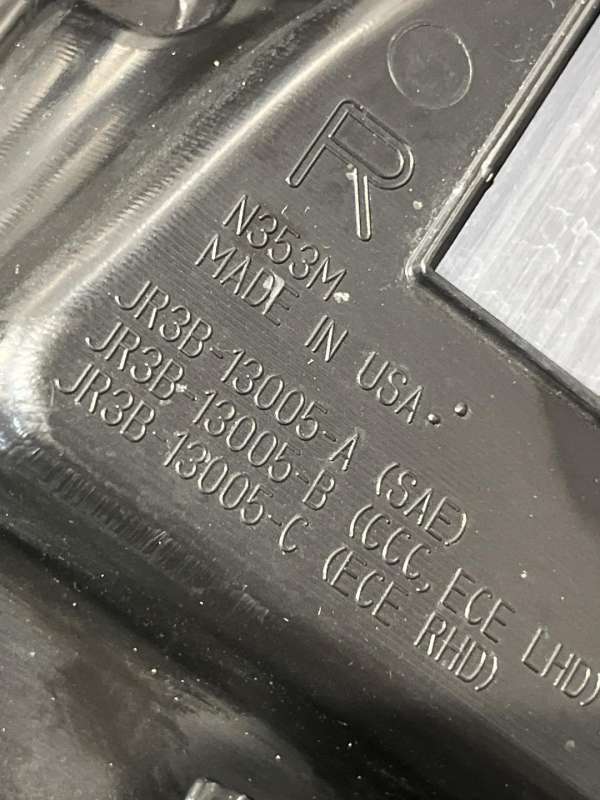 R
N353M
MADE IN USA.
JR3B-13005-A (SAE)
JR3B-13005-B (CCC, ECE LHD)
JR3B-13005-C (ECE RHD)